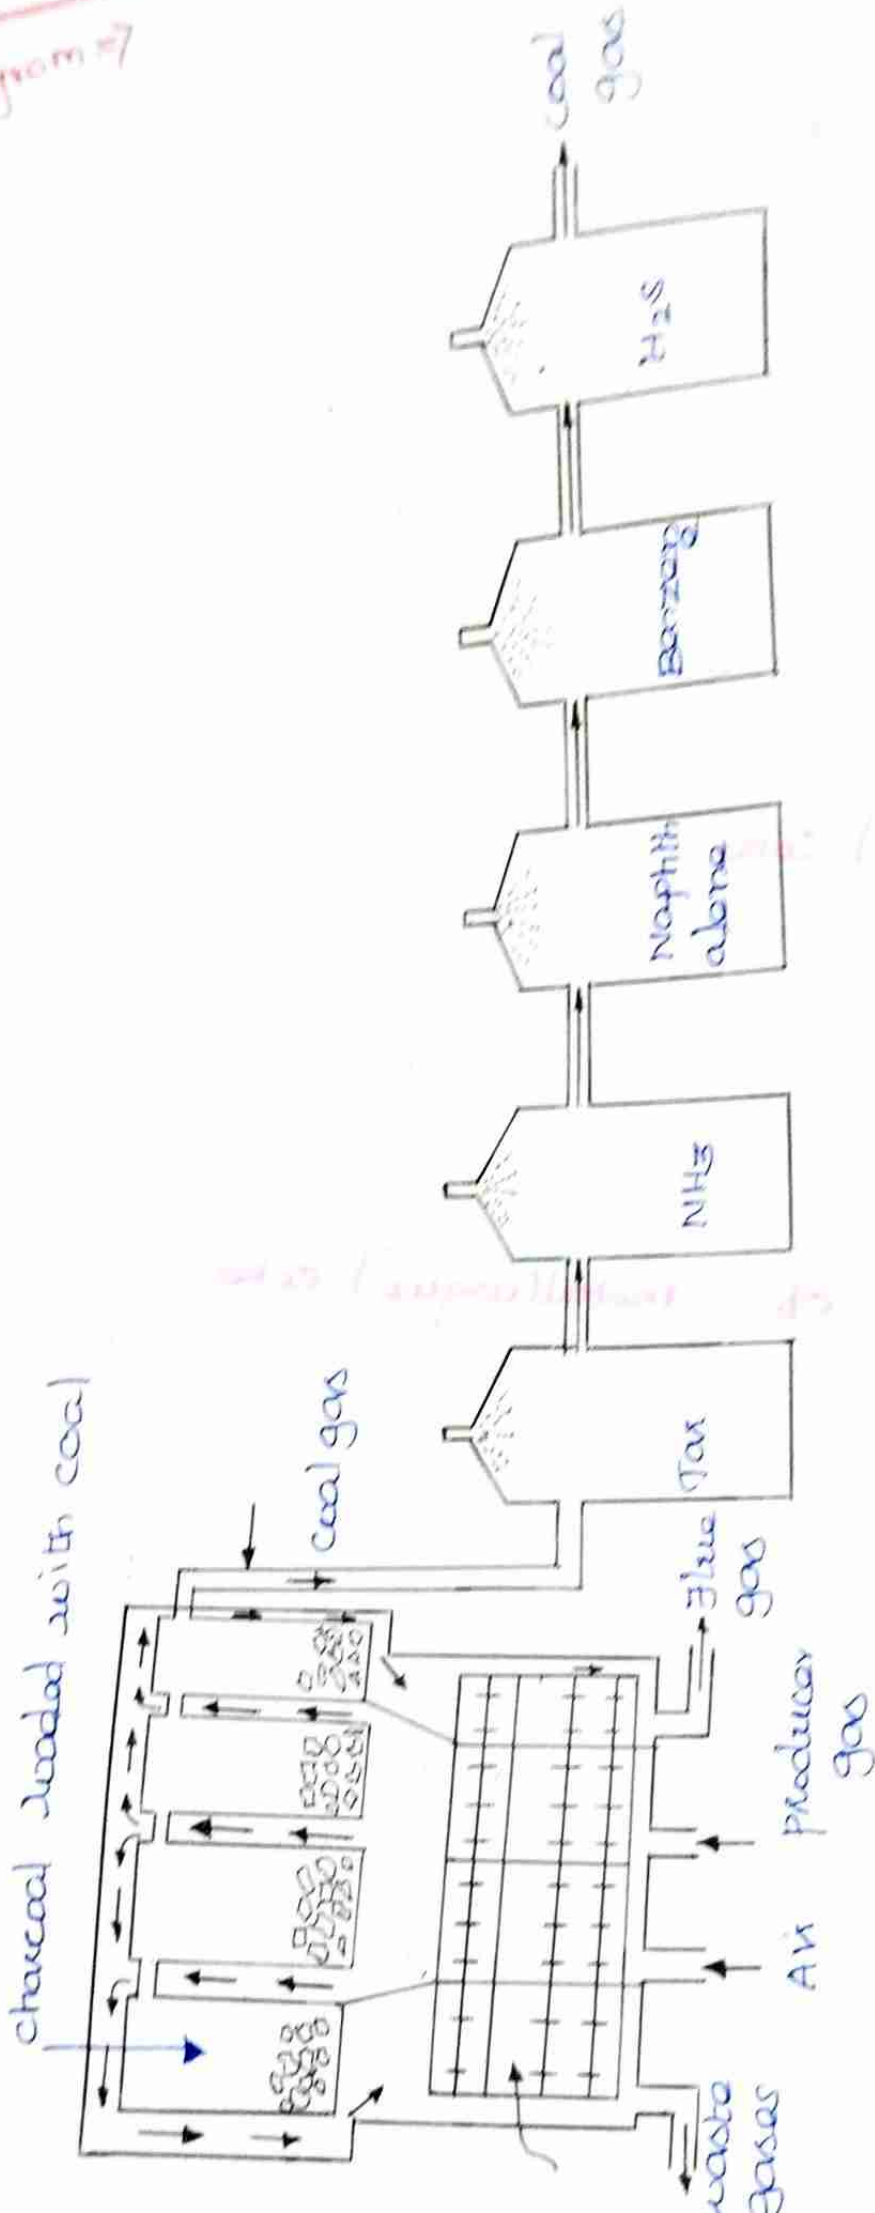 charcoal loaded with coal
Coal gas
Tar
NH3
Naphth
alene
Benzene
H2S
Coal
gas
waste
gases
Air
Producer
gas
Flue
gas